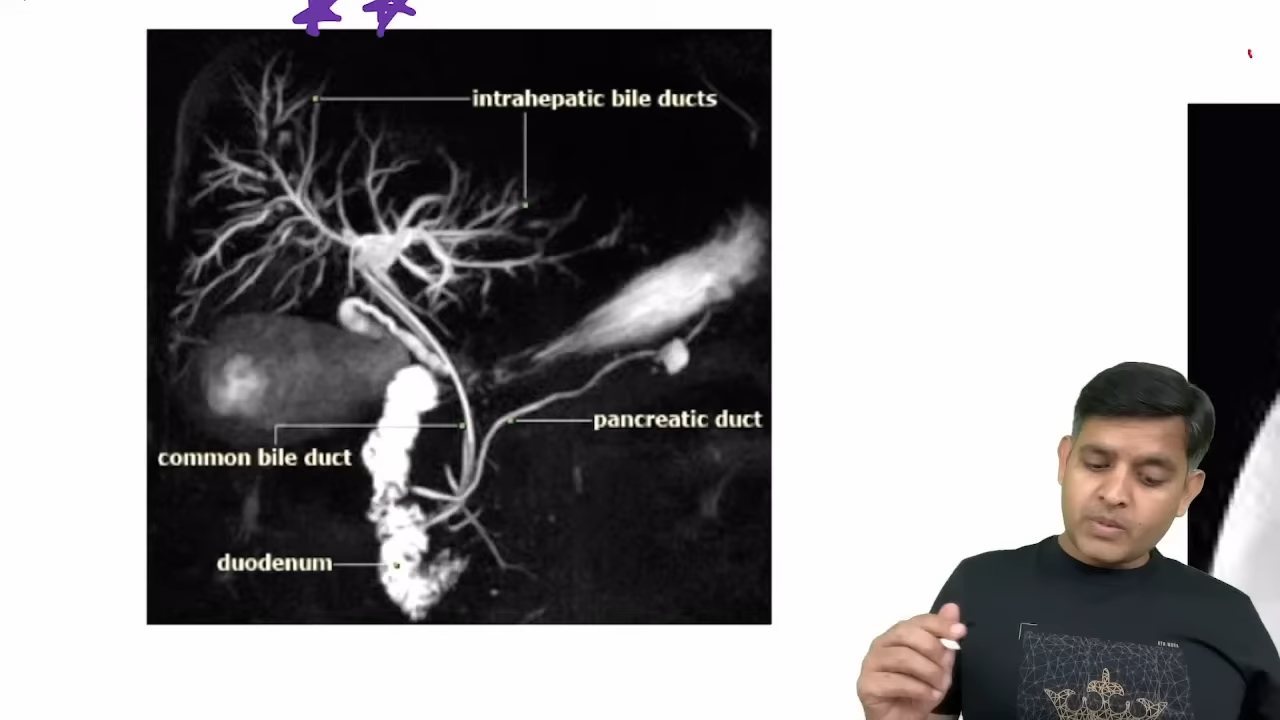 intrahepatic bile ducts
pancreatic duct
common bile duct
duodenum